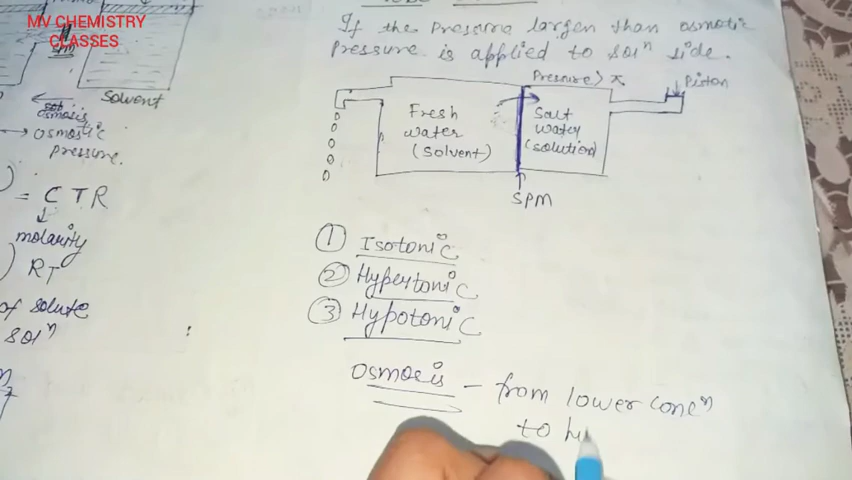 MV CHEMISTRY
CLASSES
Solvent
osmosis
→ osmostic
pressure.
= C T R
molarity
) RT
of solute
soln
If the pressure larger than osmotic
pressure is applied to soln side.
Pressure > π
Piston
Fresh
water
(solvent)
Salt
water
(solution)
SPM
① Isotonic
② Hypertonic
③ Hypotonic
Osmosis - from lower concn
to hi